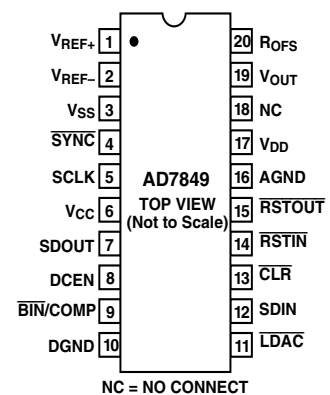 VREF+ 1
VREF– 2
VSS 3
SYNC 4
SCLK 5
VCC 6
SDOUT 7
DCEN 8
BIN/COMP 9
DGND 10
AD7849
TOP VIEW
(Not to Scale)
20 ROFS
19 VOUT
18 NC
17 VDD
16 AGND
15 RSTOUT
14 RSTIN
13 CLR
12 SDIN
11 LDAC
NC = NO CONNECT